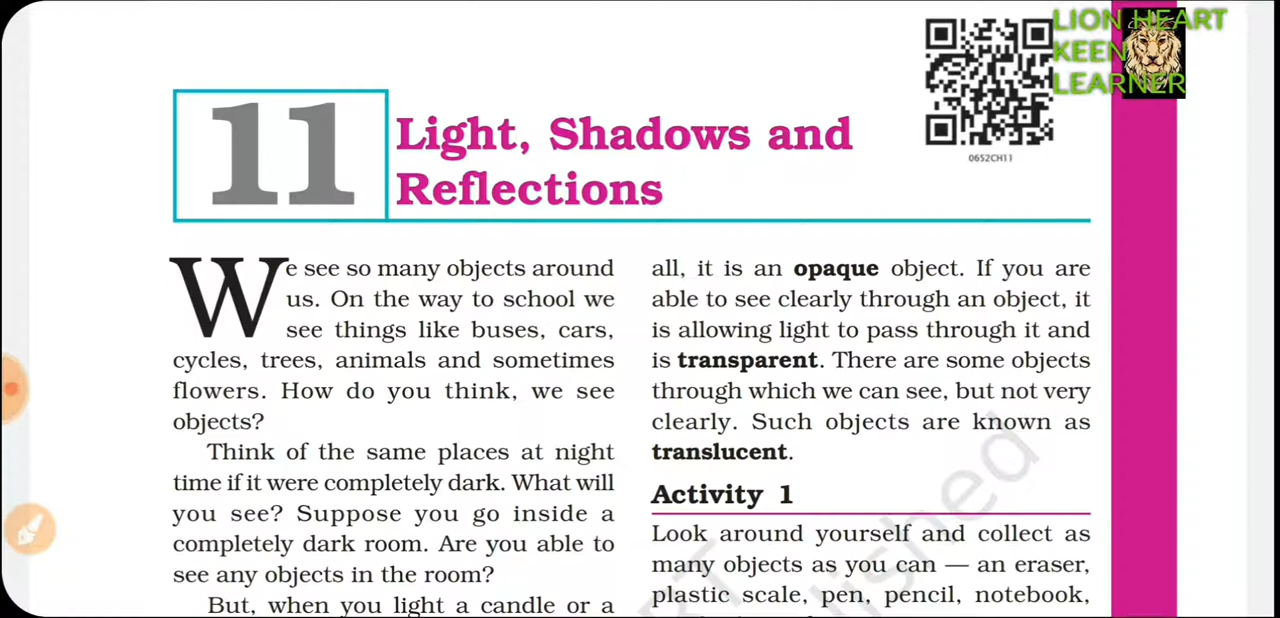 LION HEART
KEEN
LEARNER
0652CH11
11
Light, Shadows and
Reflections
We see so many objects around
us. On the way to school we
see things like buses, cars,
cycles, trees, animals and sometimes
flowers. How do you think, we see
objects?
Think of the same places at night
time if it were completely dark. What will
you see? Suppose you go inside a
completely dark room. Are you able to
see any objects in the room?
But, when you light a candle or a
all, it is an opaque object. If you are
able to see clearly through an object, it
is allowing light to pass through it and
is transparent. There are some objects
through which we can see, but not very
clearly. Such objects are known as
translucent.
Activity 1
Look around yourself and collect as
many objects as you can — an eraser,
plastic scale, pen, pencil, notebook,